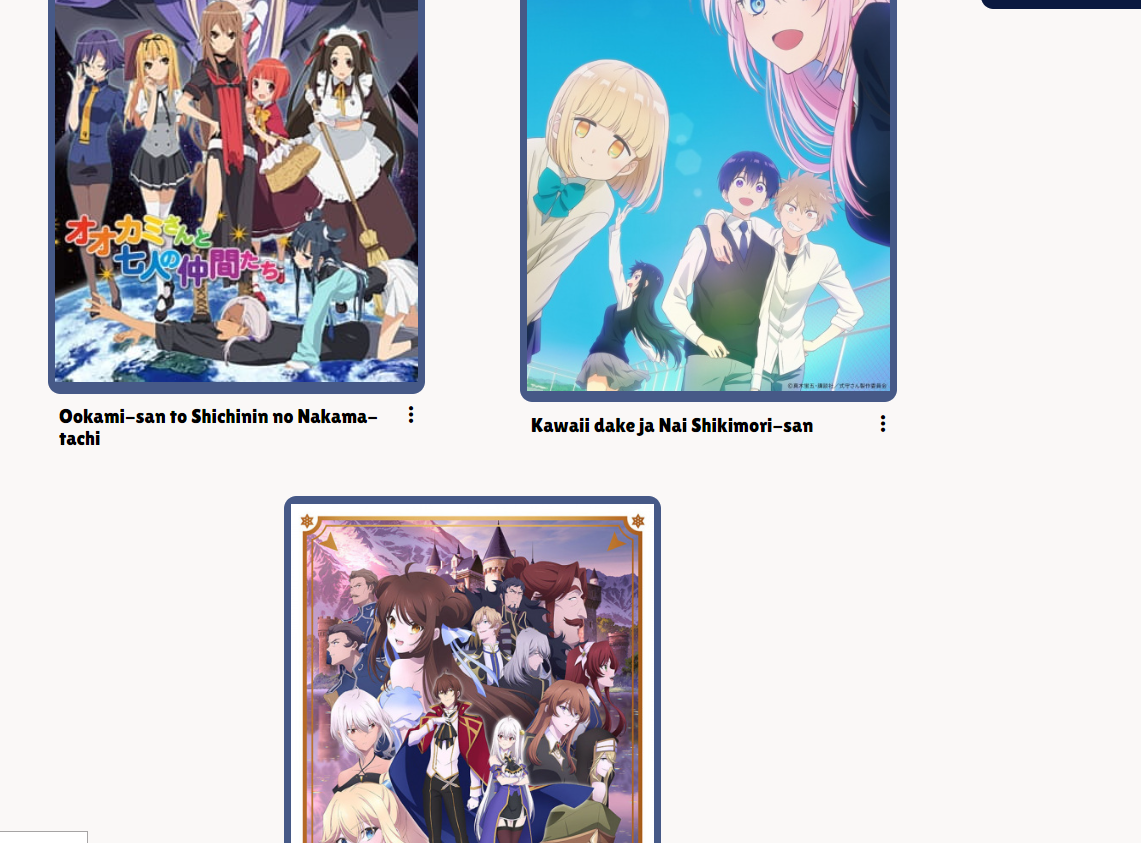 オオカミさんと
七人の仲間たち
©真木蛍五・講談社／式守さん製作委員会
Ookami-san to Shichinin no Nakama-
tachi
Kawaii dake ja Nai Shikimori-san